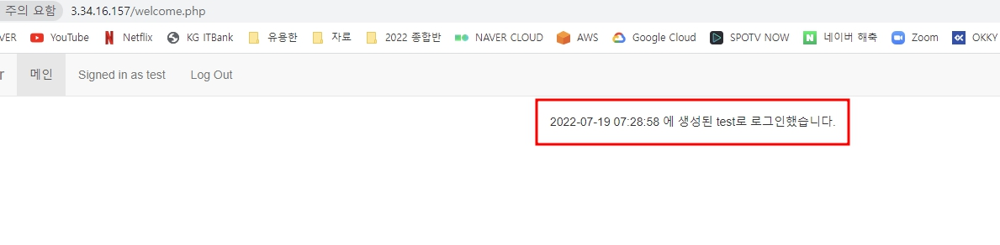 주의 요함 3.34.16.157/welcome.php
VER YouTube Netflix KG ITBank 유용한 자료 2022 종합반 NAVER CLOUD AWS Google Cloud SPOTV NOW 네이버 해축 Zoom OKKY
r 메인 Signed in as test Log Out
2022-07-19 07:28:58 에 생성된 test로 로그인했습니다.